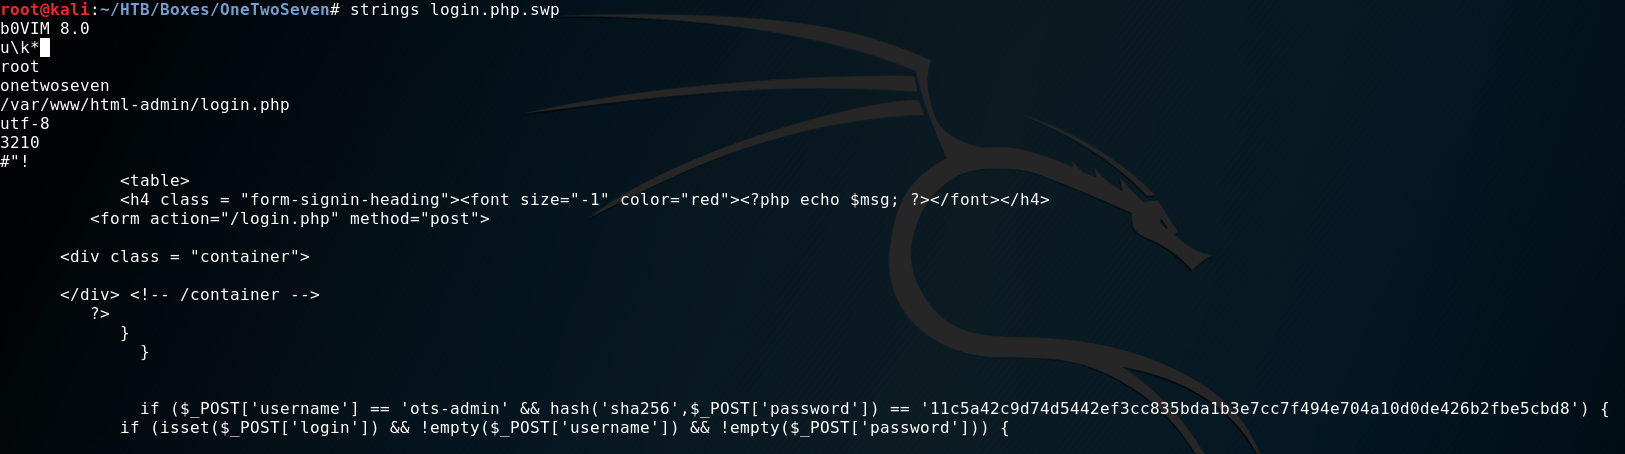 root@kali:~/HTB/Boxes/OneTwoSeven# strings login.php.swp
b0VIM 8.0
u\k*
root
onetwoseven
/var/www/html-admin/login.php
utf-8
3210
#"!
            <table>
            <h4 class = "form-signin-heading"><font size="-1" color="red"><?php echo $msg; ?></font></h4>
         <form action="/login.php" method="post">
      <div class = "container">
      </div> <!-- /container -->
         ?>
            }
              }
              if ($_POST['username'] == 'ots-admin' && hash('sha256',$_POST['password']) == '11c5a42c9d74d5442ef3cc835bda1b3e7cc7f494e704a10d0de426b2fbe5cbd8') {
            if (isset($_POST['login']) && !empty($_POST['username']) && !empty($_POST['password'])) {